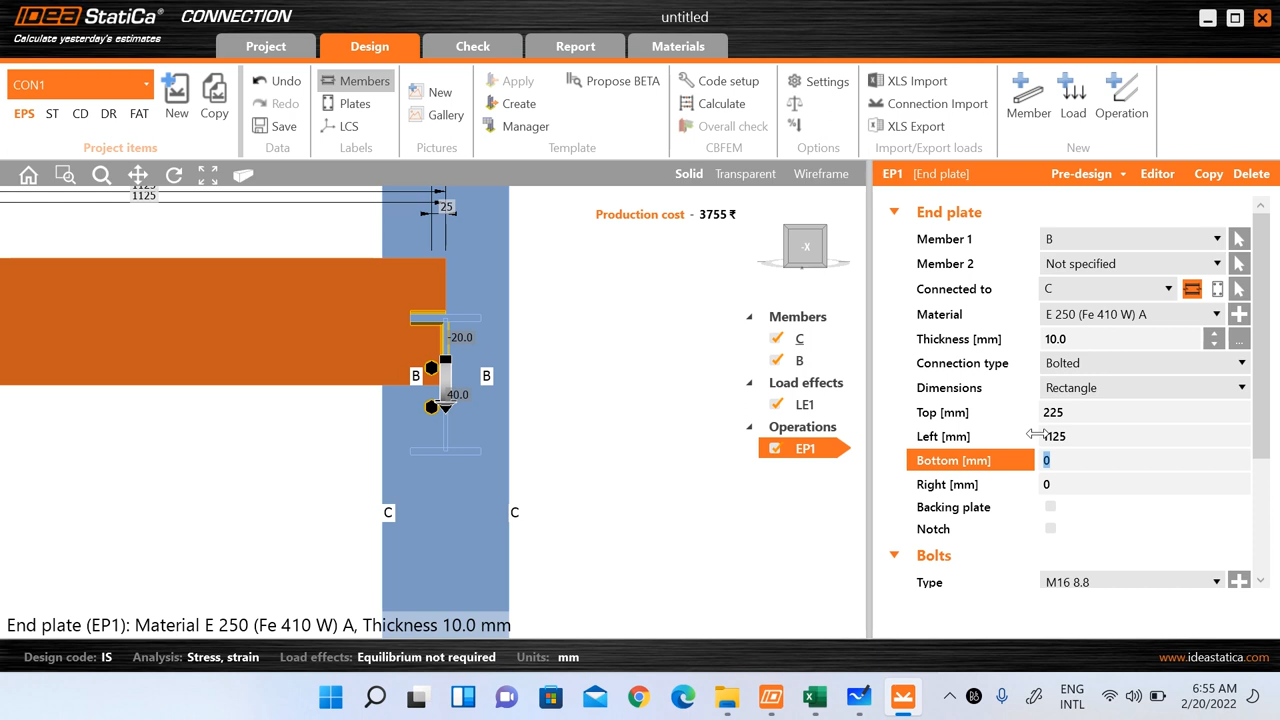 IDEA StatiCa® CONNECTION
Calculate yesterday's estimates
untitled
Project Design Check Report Materials
CON1
EPS ST CD DR FAT
New
Copy
Project items
Undo
Redo
Save
Data
Members
Plates
LCS
Labels
New
Gallery
Pictures
Apply Propose BETA
Create
Manager
Template
Code setup
Calculate
Overall check
CBFEM
Settings
Options
XLS Import
Connection Import
XLS Export
Import/Export loads
Member
Load
Operation
New
Solid Transparent Wireframe
EP1 [End plate] Pre-design Editor Copy Delete
1125
1125
25
Production cost - 3755 ₹
-X
-20.0
B B
40.0
C C
Members
C
B
Load effects
LE1
Operations
EP1
End plate
Member 1 B
Member 2 Not specified
Connected to C
Material E 250 (Fe 410 W) A
Thickness [mm] 10.0 ...
Connection type Bolted
Dimensions Rectangle
Top [mm] 225
Left [mm] 1125
Bottom [mm] 0
Right [mm] 0
Backing plate
Notch
Bolts
Type M16 8.8
End plate (EP1): Material E 250 (Fe 410 W) A, Thickness 10.0 mm
Design code: IS Analysis: Stress, strain Load effects: Equilibrium not required Units: mm www.ideastatica.com
ENG
INTL
6:55 AM
2/20/2022